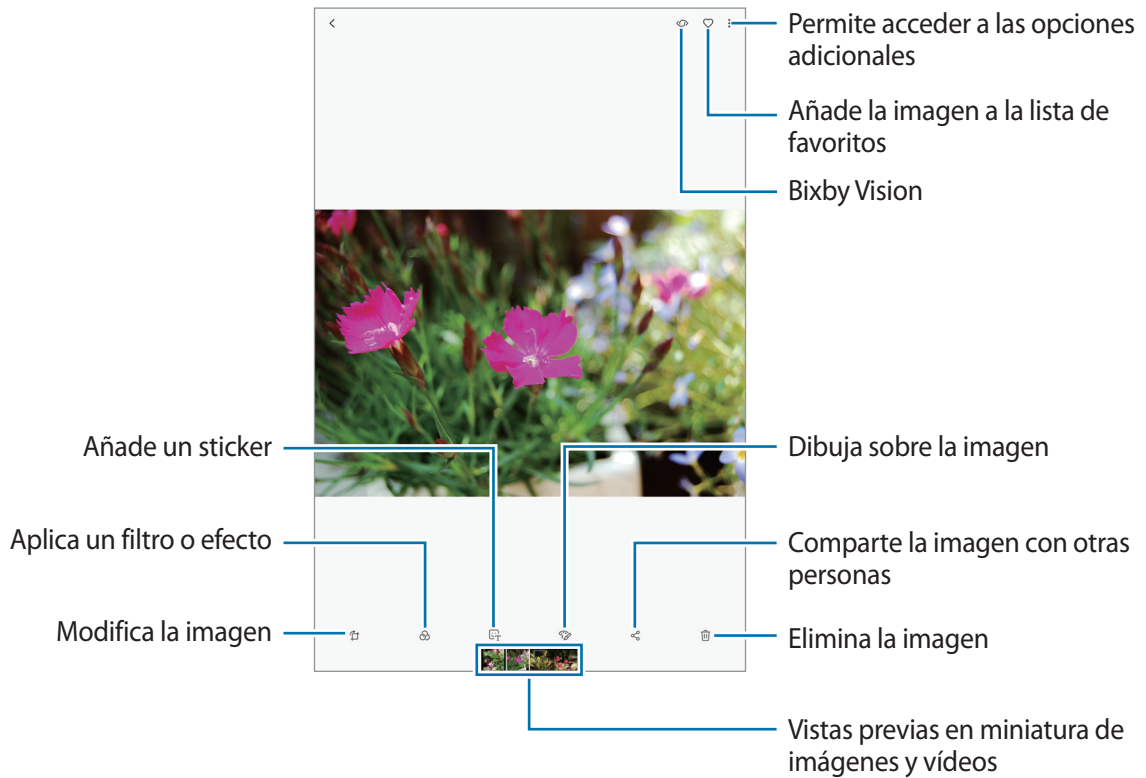 Permite acceder a las opciones
adicionales
Añade la imagen a la lista de
favoritos
Bixby Vision
Añade un sticker
Dibuja sobre la imagen
Aplica un filtro o efecto
Comparte la imagen con otras
personas
Modifica la imagen
Elimina la imagen
Vistas previas en miniatura de
imágenes y vídeos